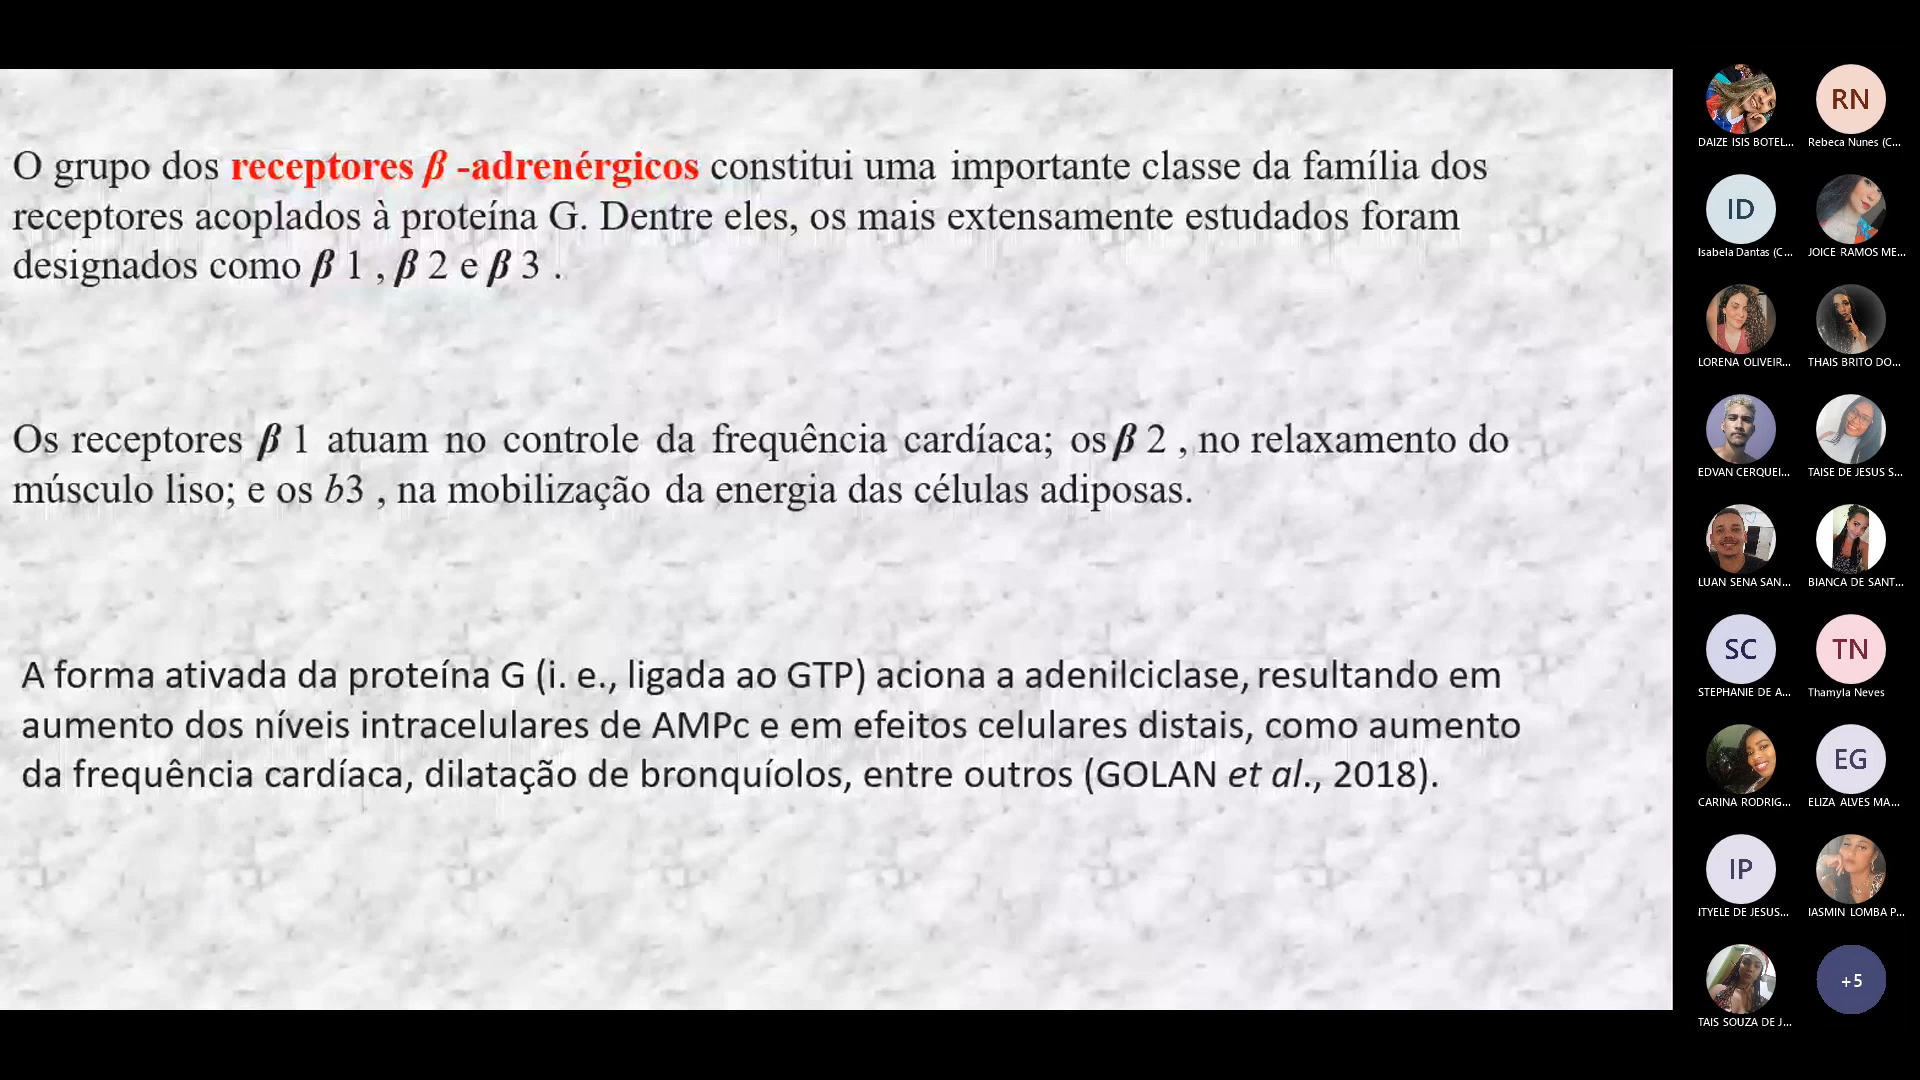 O grupo dos receptores β -adrenérgicos constitui uma importante classe da família dos
receptores acoplados à proteína G. Dentre eles, os mais extensamente estudados foram
designados como β 1 , β 2 e β 3 .
Os receptores β 1 atuam no controle da frequência cardíaca; os β 2 , no relaxamento do
músculo liso; e os b3 , na mobilização da energia das células adiposas.
A forma ativada da proteína G (i. e., ligada ao GTP) aciona a adenilciclase, resultando em
aumento dos níveis intracelulares de AMPc e em efeitos celulares distais, como aumento
da frequência cardíaca, dilatação de bronquíolos, entre outros (GOLAN et al., 2018).
DAIZE ISIS BOTEL...
RN
Rebeca Nunes (C...
ID
Isabela Dantas (C...
JOICE RAMOS ME...
LORENA OLIVEIR...
THAIS BRITO DO...
EDVAN CERQUEI...
TAISE DE JESUS S...
LUAN SENA SAN...
BIANCA DE SANT...
SC
STEPHANIE DE A...
TN
Thamyla Neves
CARINA RODRIG...
EG
ELIZA ALVES MA...
IP
ITYELE DE JESUS...
IASMIN LOMBA P...
TAIS SOUZA DE J...
+5